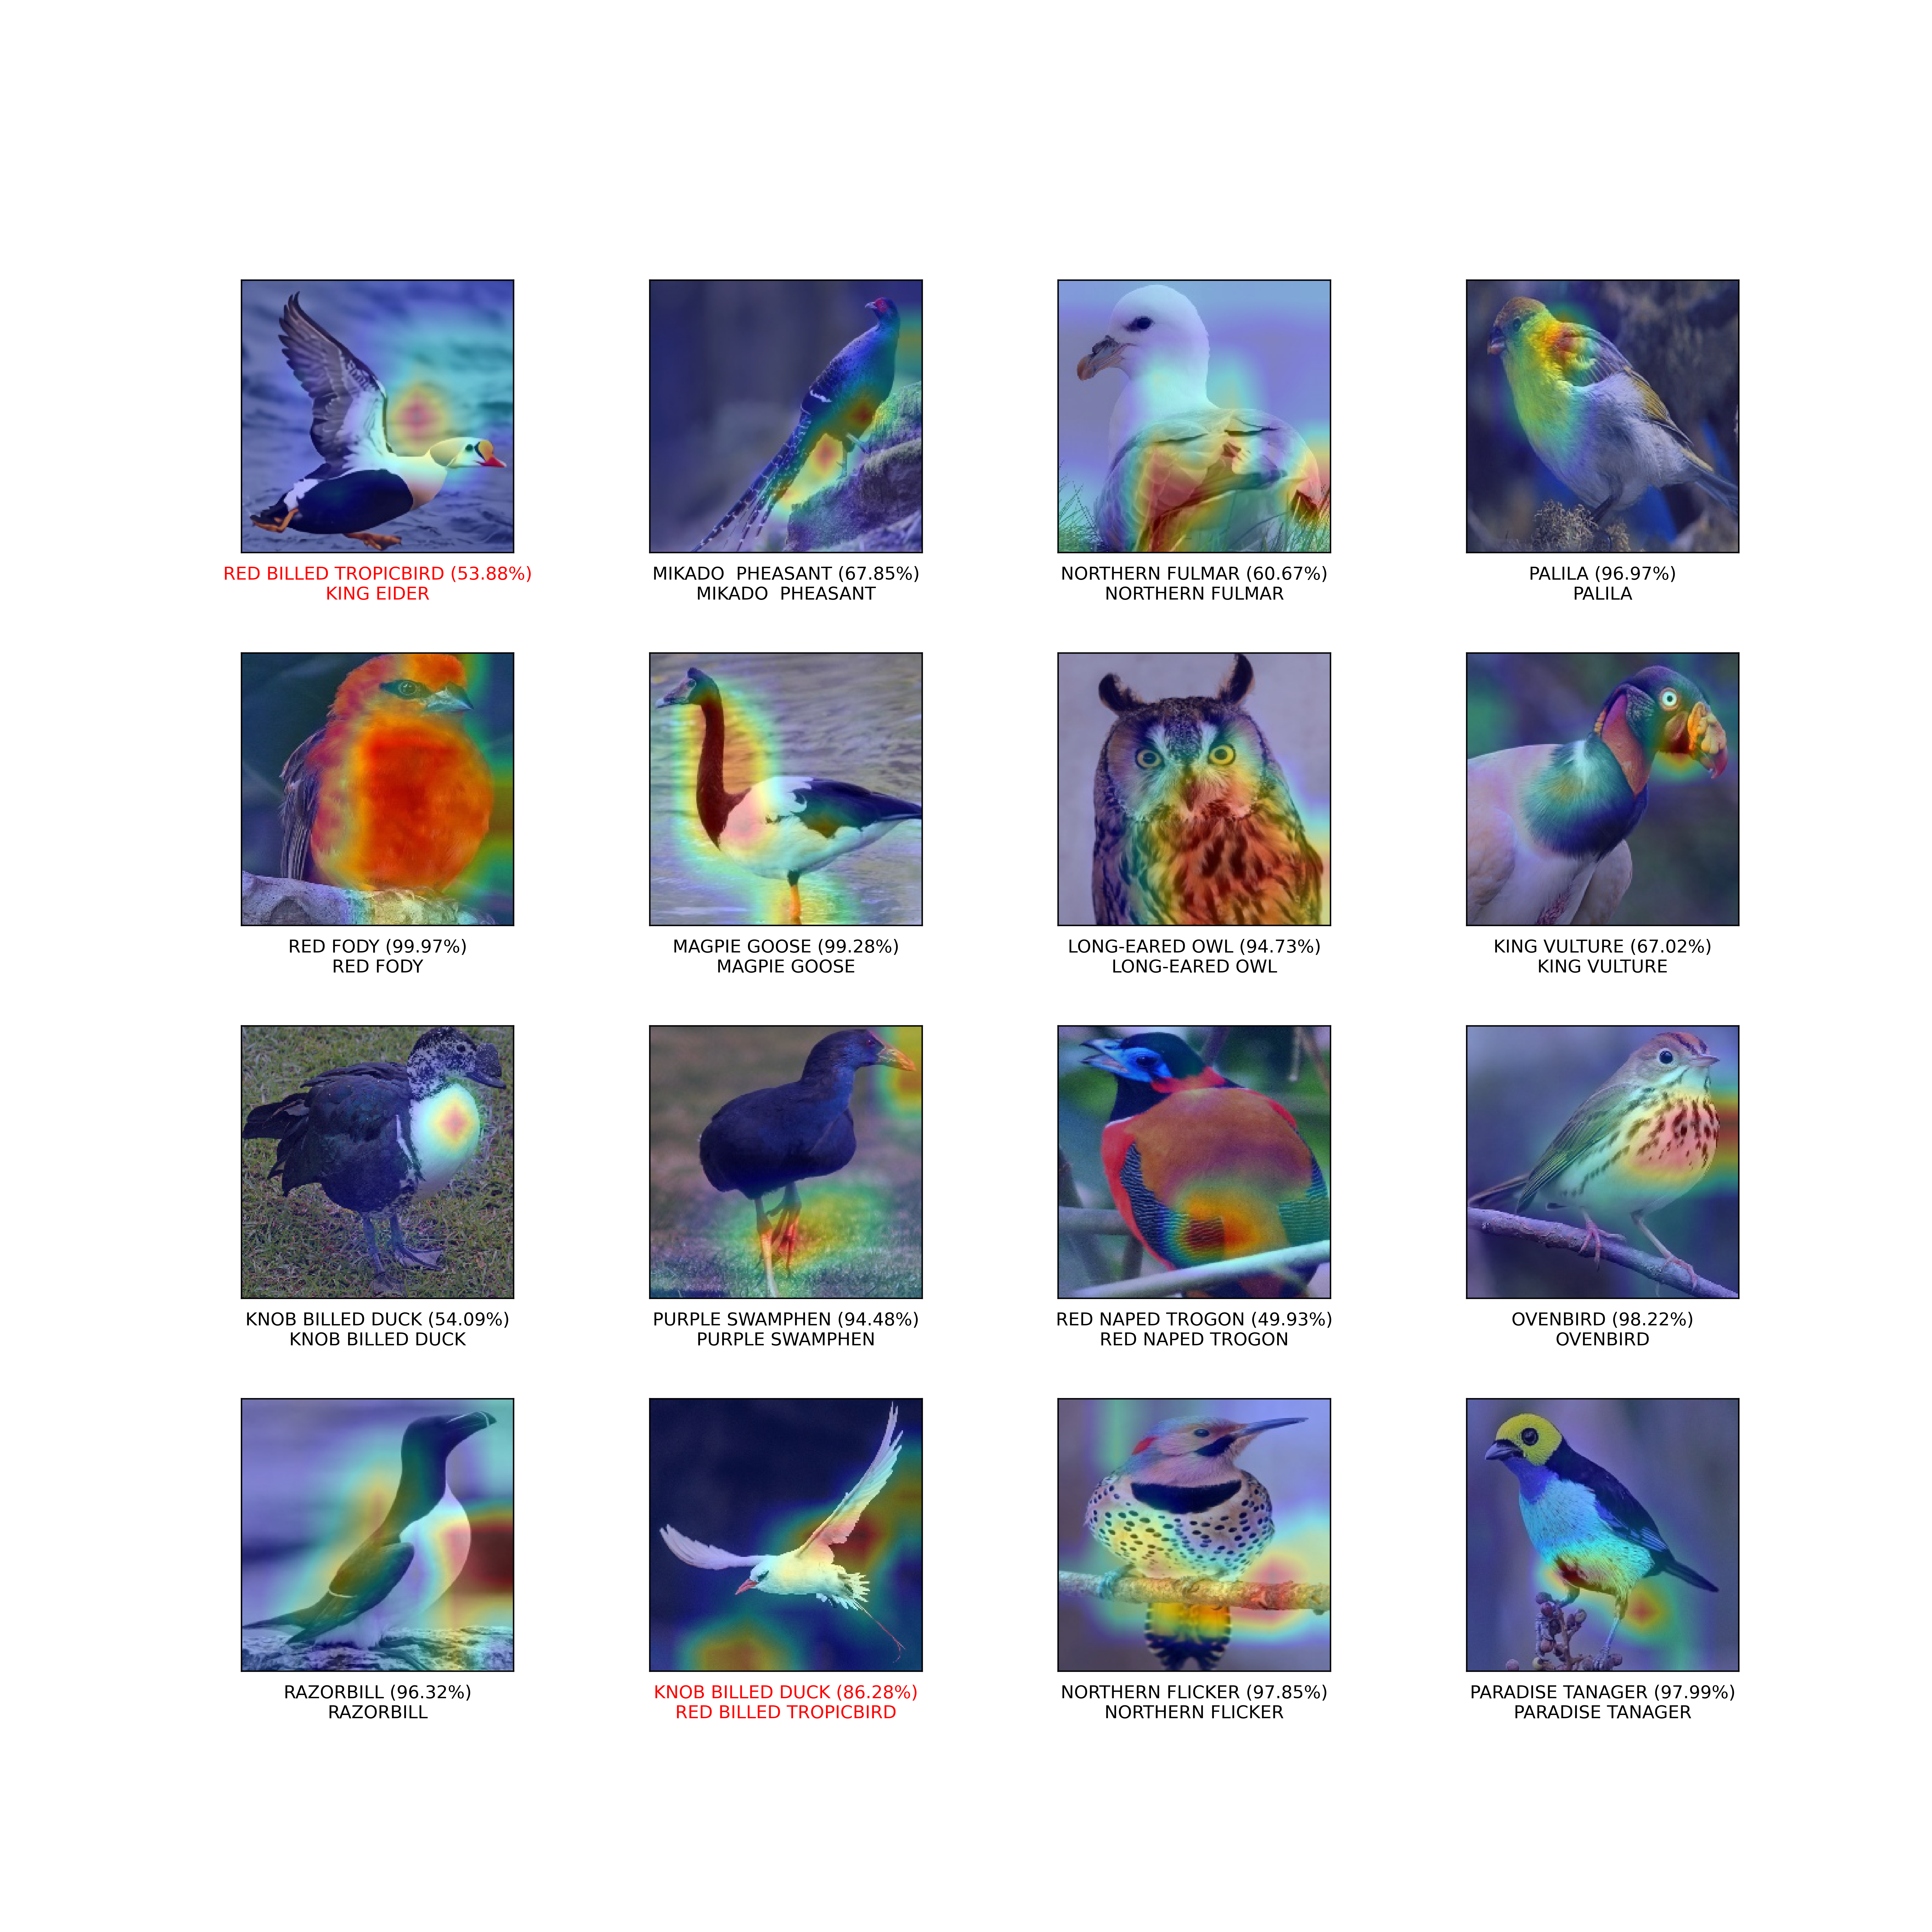 RED BILLED TROPICBIRD (53.88%)
KING EIDER
MIKADO  PHEASANT (67.85%)
MIKADO  PHEASANT
NORTHERN FULMAR (60.67%)
NORTHERN FULMAR
PALILA (96.97%)
PALILA
RED FODY (99.97%)
RED FODY
MAGPIE GOOSE (99.28%)
MAGPIE GOOSE
LONG-EARED OWL (94.73%)
LONG-EARED OWL
KING VULTURE (67.02%)
KING VULTURE
KNOB BILLED DUCK (54.09%)
KNOB BILLED DUCK
PURPLE SWAMPHEN (94.48%)
PURPLE SWAMPHEN
RED NAPED TROGON (49.93%)
RED NAPED TROGON
OVENBIRD (98.22%)
OVENBIRD
RAZORBILL (96.32%)
RAZORBILL
KNOB BILLED DUCK (86.28%)
RED BILLED TROPICBIRD
NORTHERN FLICKER (97.85%)
NORTHERN FLICKER
PARADISE TANAGER (97.99%)
PARADISE TANAGER